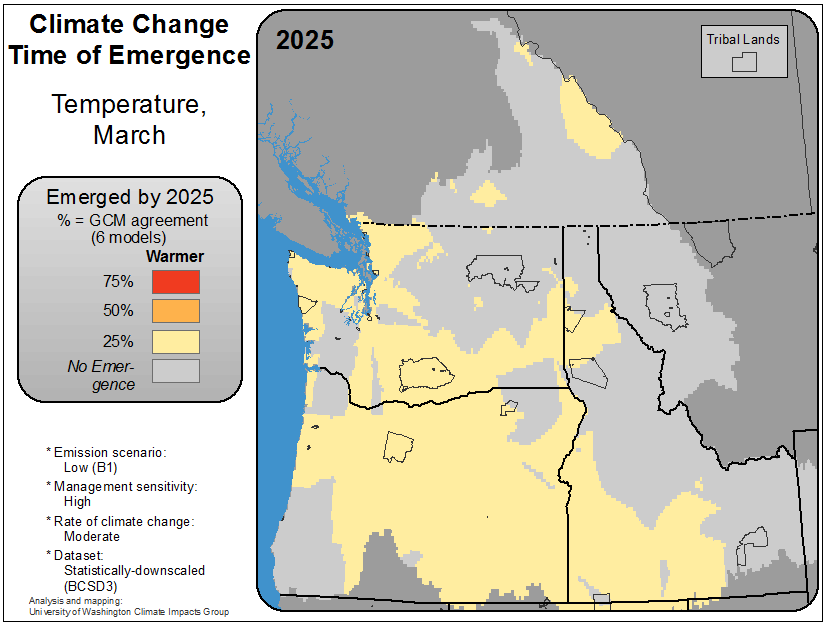 Climate Change
Time of Emergence
Temperature,
March
Emerged by 2025
% = GCM agreement
(6 models)
Warmer
75%
50%
25%
No Emer-
gence
* Emission scenario:
Low (B1)
* Management sensitivity:
High
* Rate of climate change:
Moderate
* Dataset:
Statistically-downscaled
(BCSD3)
Analysis and mapping:
University of Washington Climate Impacts Group
2025
Tribal Lands